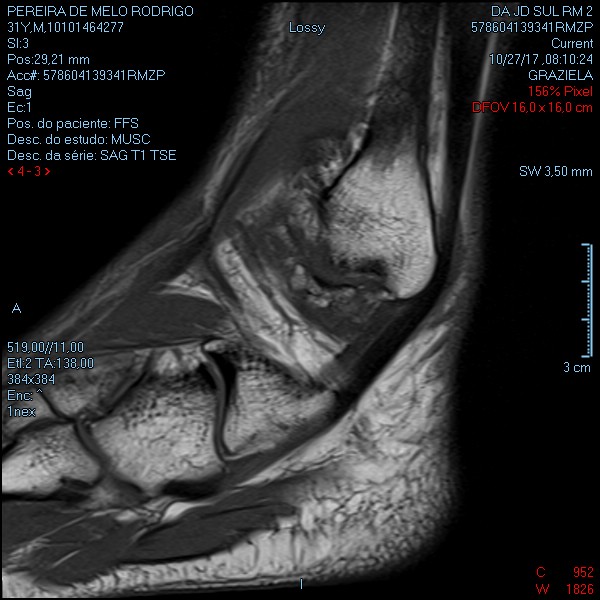 PEREIRA DE MELO RODRIGO
31Y,M,10101464277
Sl:3
Pos:29,21 mm
Acc#: 578604139341RMZP
Sag
Ec:1
Pos. do paciente: FFS
Desc. do estudo: MUSC
Desc. da série: SAG T1 TSE
< 4 - 3 >
Lossy
DA JD SUL RM 2
578604139341RMZP
Current
10/27/17 ,08:10:24
GRAZIELA
156% Pixel
DFOV 16,0 x 16,0 cm
SW 3,50 mm
A
519,00//11,00
Etl:2 TA:138,00
384x384
Enc: ^
1nex
3 cm
I
C 952
W 1826